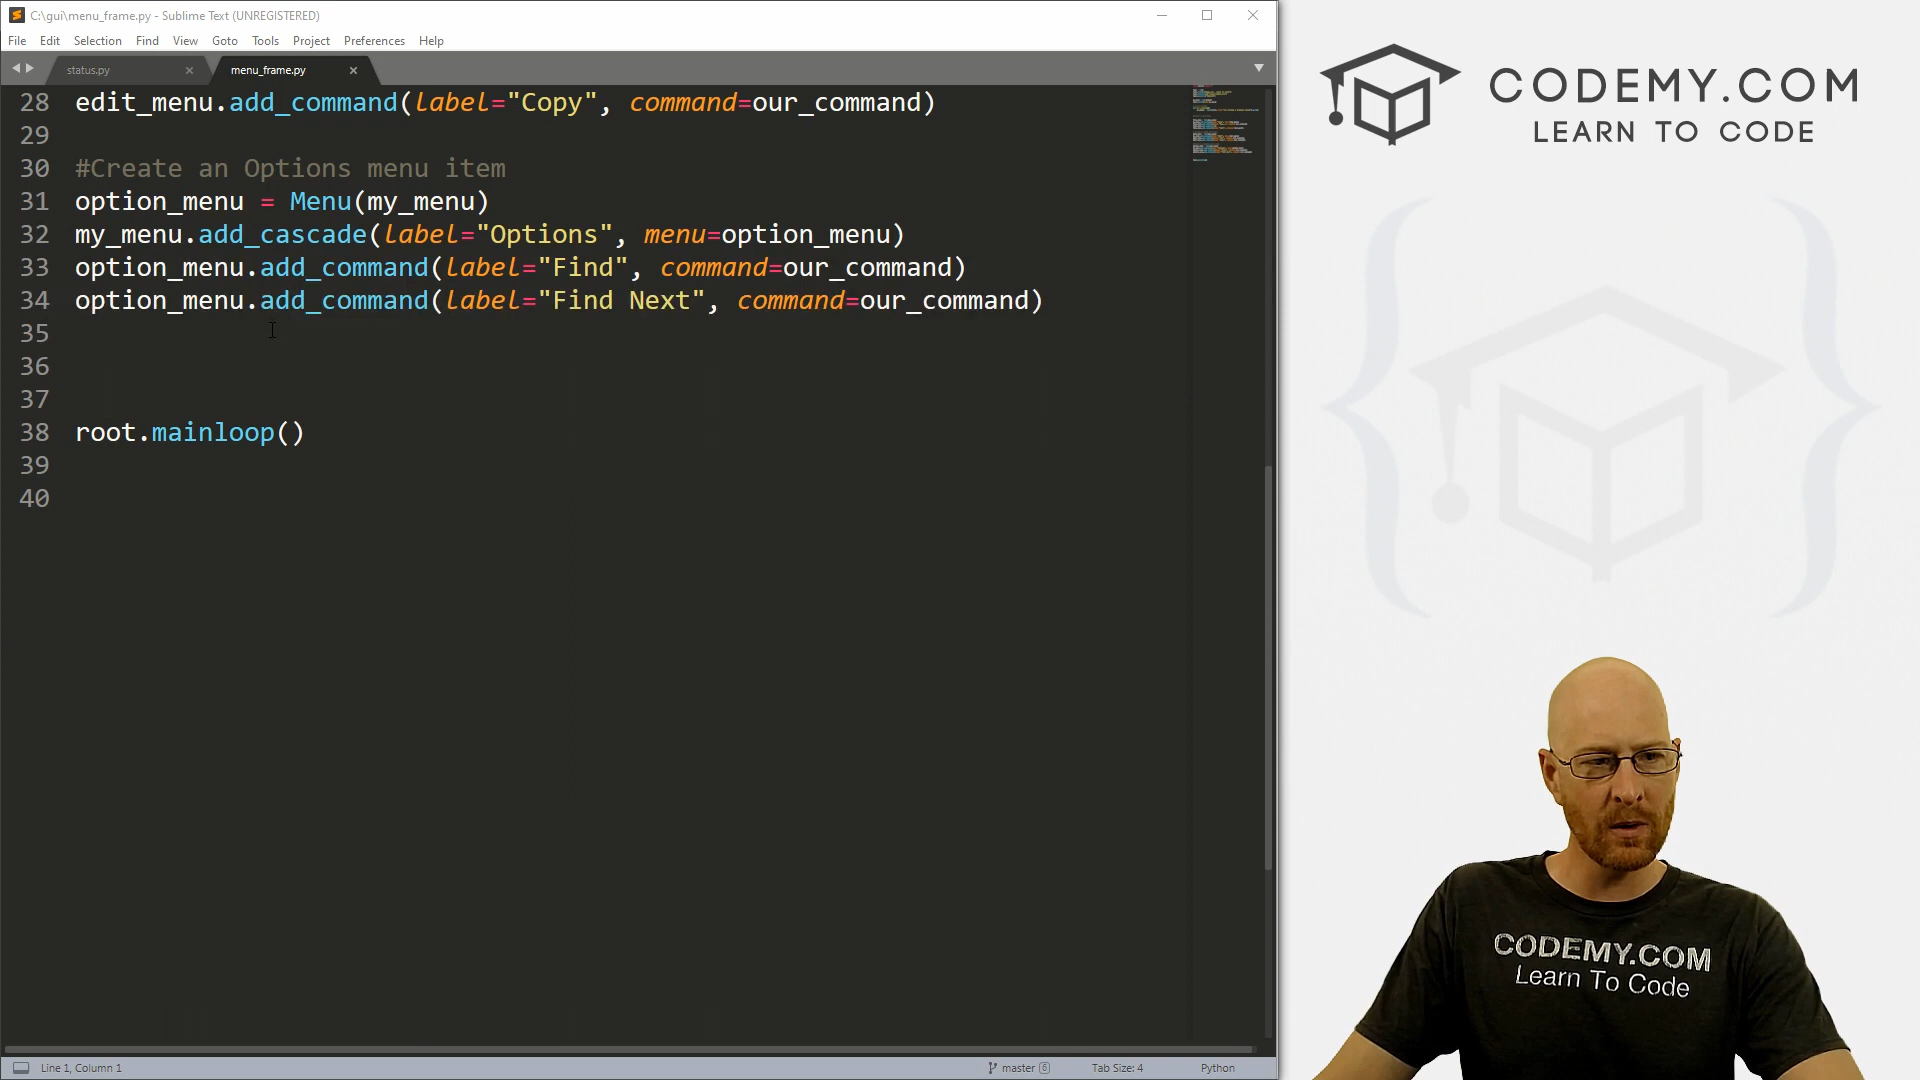 C:\gui\menu_frame.py - Sublime Text (UNREGISTERED)
File Edit Selection Find View Goto Tools Project Preferences Help
status.py menu_frame.py
28 edit_menu.add_command(label="Copy", command=our_command)
29
30 #Create an Options menu item
31 option_menu = Menu(my_menu)
32 my_menu.add_cascade(label="Options", menu=option_menu)
33 option_menu.add_command(label="Find", command=our_command)
34 option_menu.add_command(label="Find Next", command=our_command)
35
36
37
38 root.mainloop()
39
40
Line 1, Column 1 master 6 Tab Size: 4 Python
CODEMY.COM
LEARN TO CODE
CODEMY.COM
Learn To Code